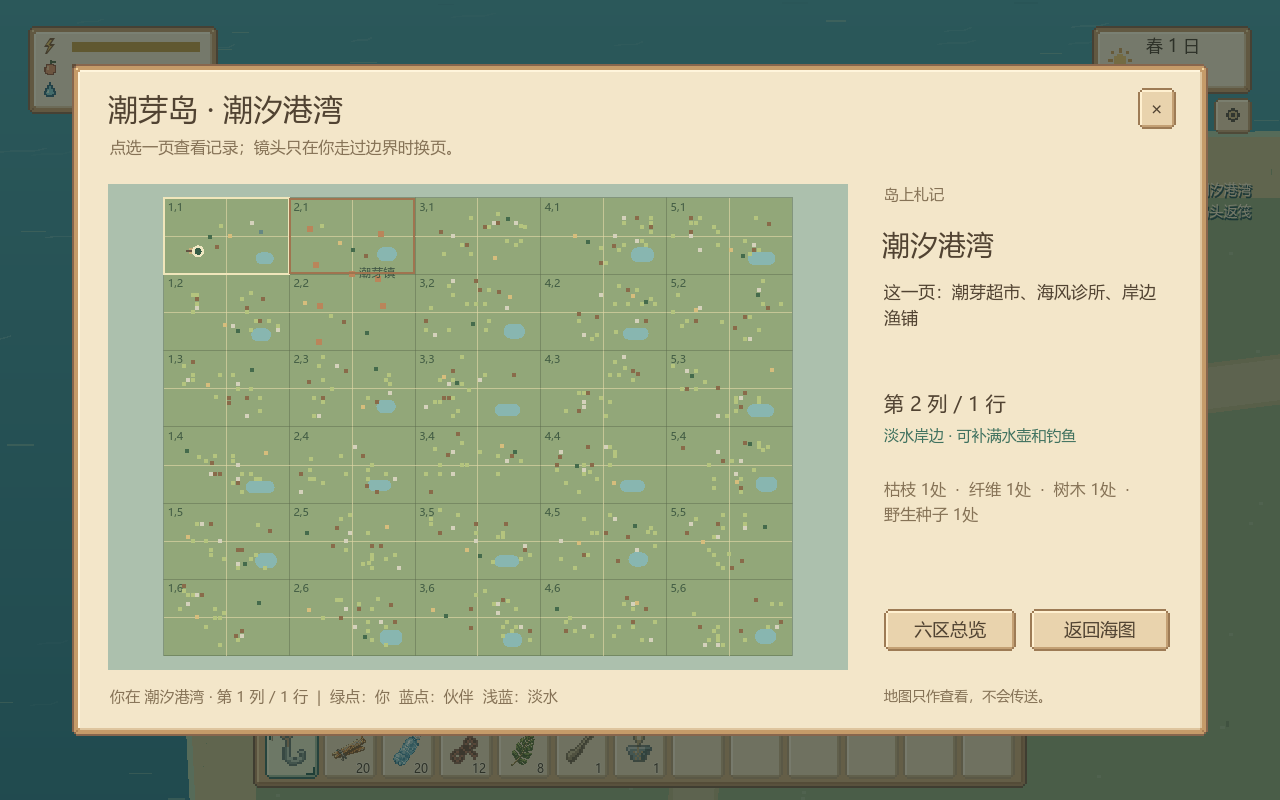 春 1 日
潮芽岛 · 潮汐港湾
×
点选一页查看记录；镜头只在你走过边界时换页。
岛上札记
潮汐港湾
这一页：潮芽超市、海风诊所、岸边
渔铺
第 2 列 / 1 行
淡水岸边 · 可补满水壶和钓鱼
枯枝 1处 · 纤维 1处 · 树木 1处 ·
野生种子 1处
1,1 2,1 3,1 4,1 5,1
潮芽镇
1,2 2,2 3,2 4,2 5,2
1,3 2,3 3,3 4,3 5,3
1,4 2,4 3,4 4,4 5,4
1,5 2,5 3,5 4,5 5,5
1,6 2,6 3,6 4,6 5,6
六区总览 返回海图
你在 潮汐港湾 · 第 1 列 / 1 行 | 绿点：你 蓝点：伙伴 浅蓝：淡水
地图只作查看，不会传送。
汐港湾
头返筏
20 20 12 8 1 1